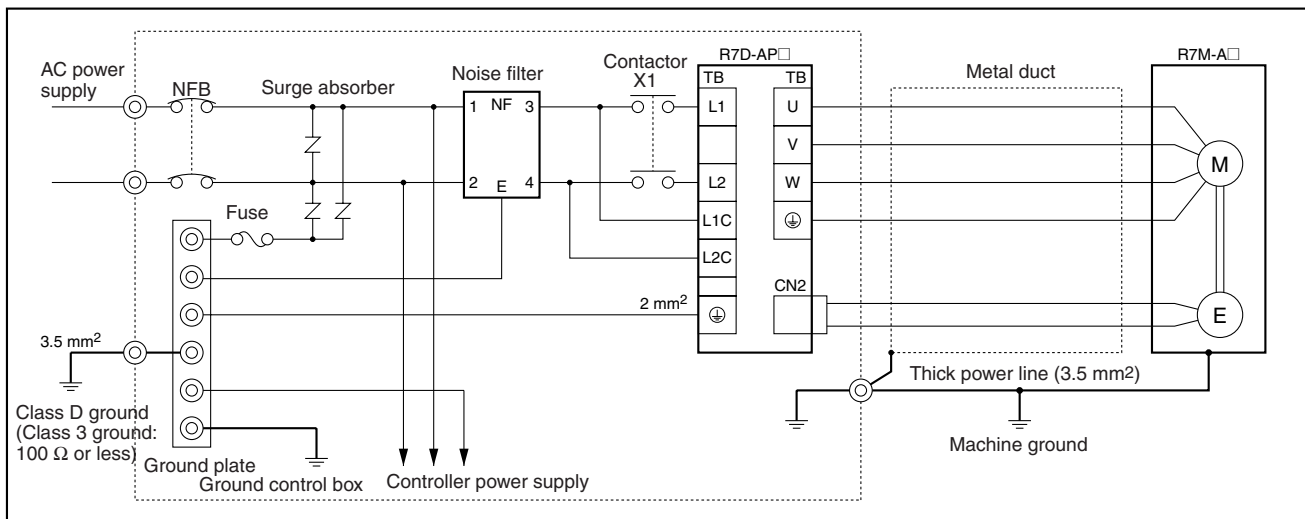 R7D-AP□
R7M-A□
AC power
supply
NFB
Surge absorber
Noise filter
Contactor
X1
TB
TB
Metal duct
1
NF
3
L1
U
V
M
2
E
4
L2
W
Fuse
L1C
L2C
CN2
2 mm²
E
3.5 mm²
Thick power line (3.5 mm²)
Class D ground
(Class 3 ground:
100 Ω or less)
Machine ground
Ground plate
Ground control box
Controller power supply